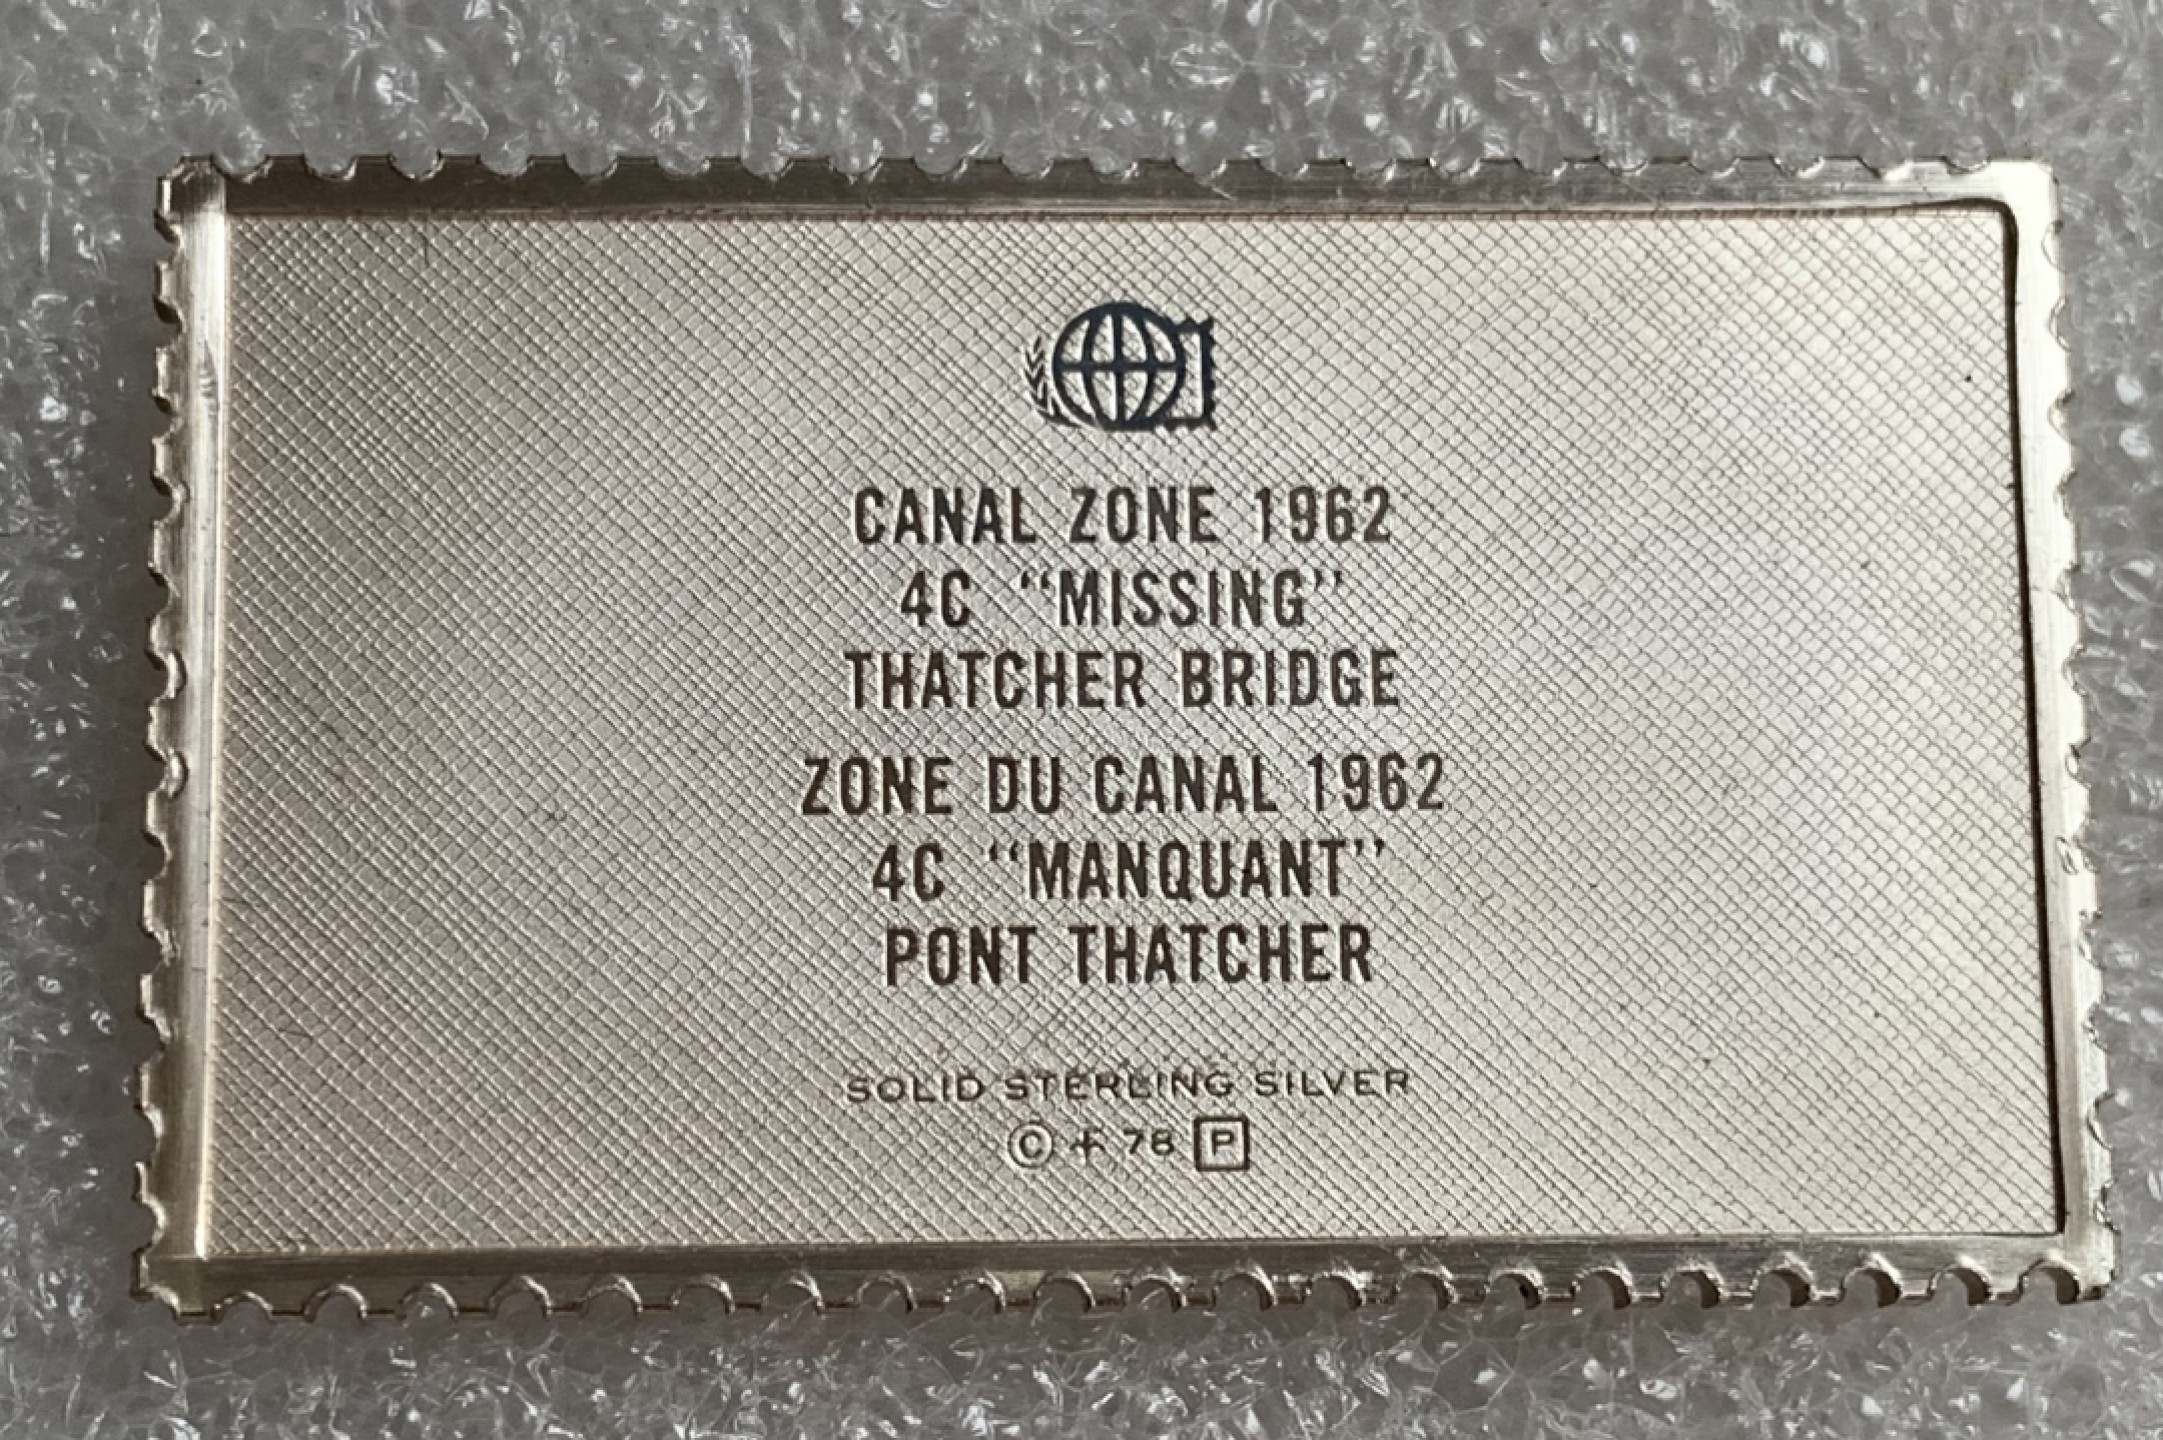 CANAL ZONE 1962
4C “MISSING”
THATCHER BRIDGE
ZONE DU CANAL 1962
4C “MANQUANT”
PONT THATCHER
SOLID STERLING SILVER
© 78 P